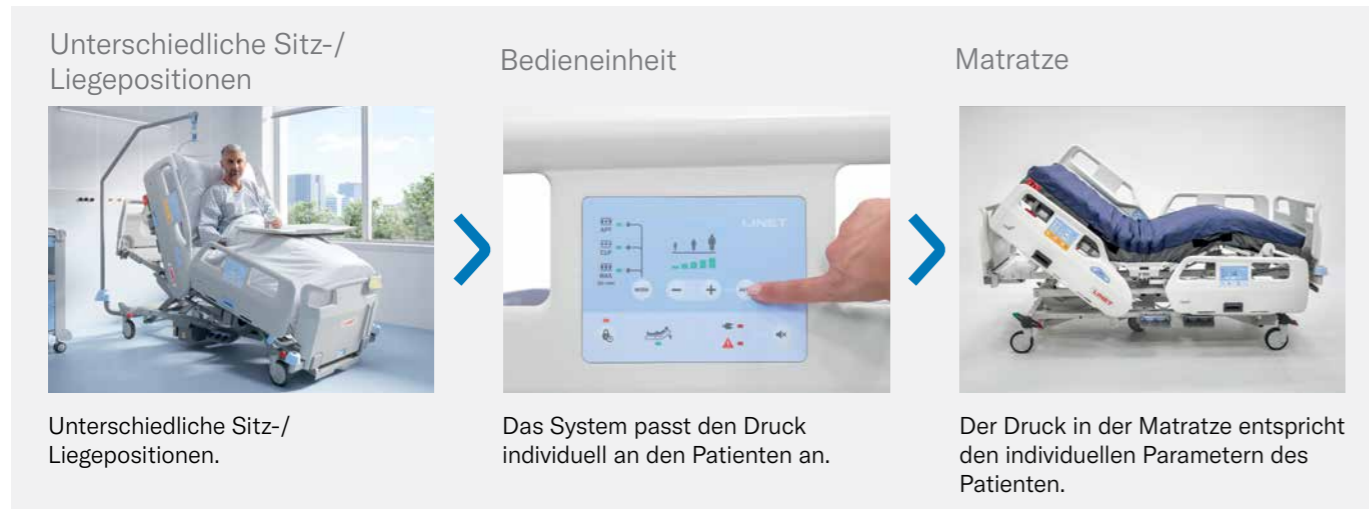 Unterschiedliche Sitz-/
Liegepositionen
Bedieneinheit
Matratze
LINET
APT
CLP
MAX
Unterschiedliche Sitz-/
Liegepositionen.
Das System passt den Druck
individuell an den Patienten an.
Der Druck in der Matratze entspricht
den individuellen Parametern des
Patienten.